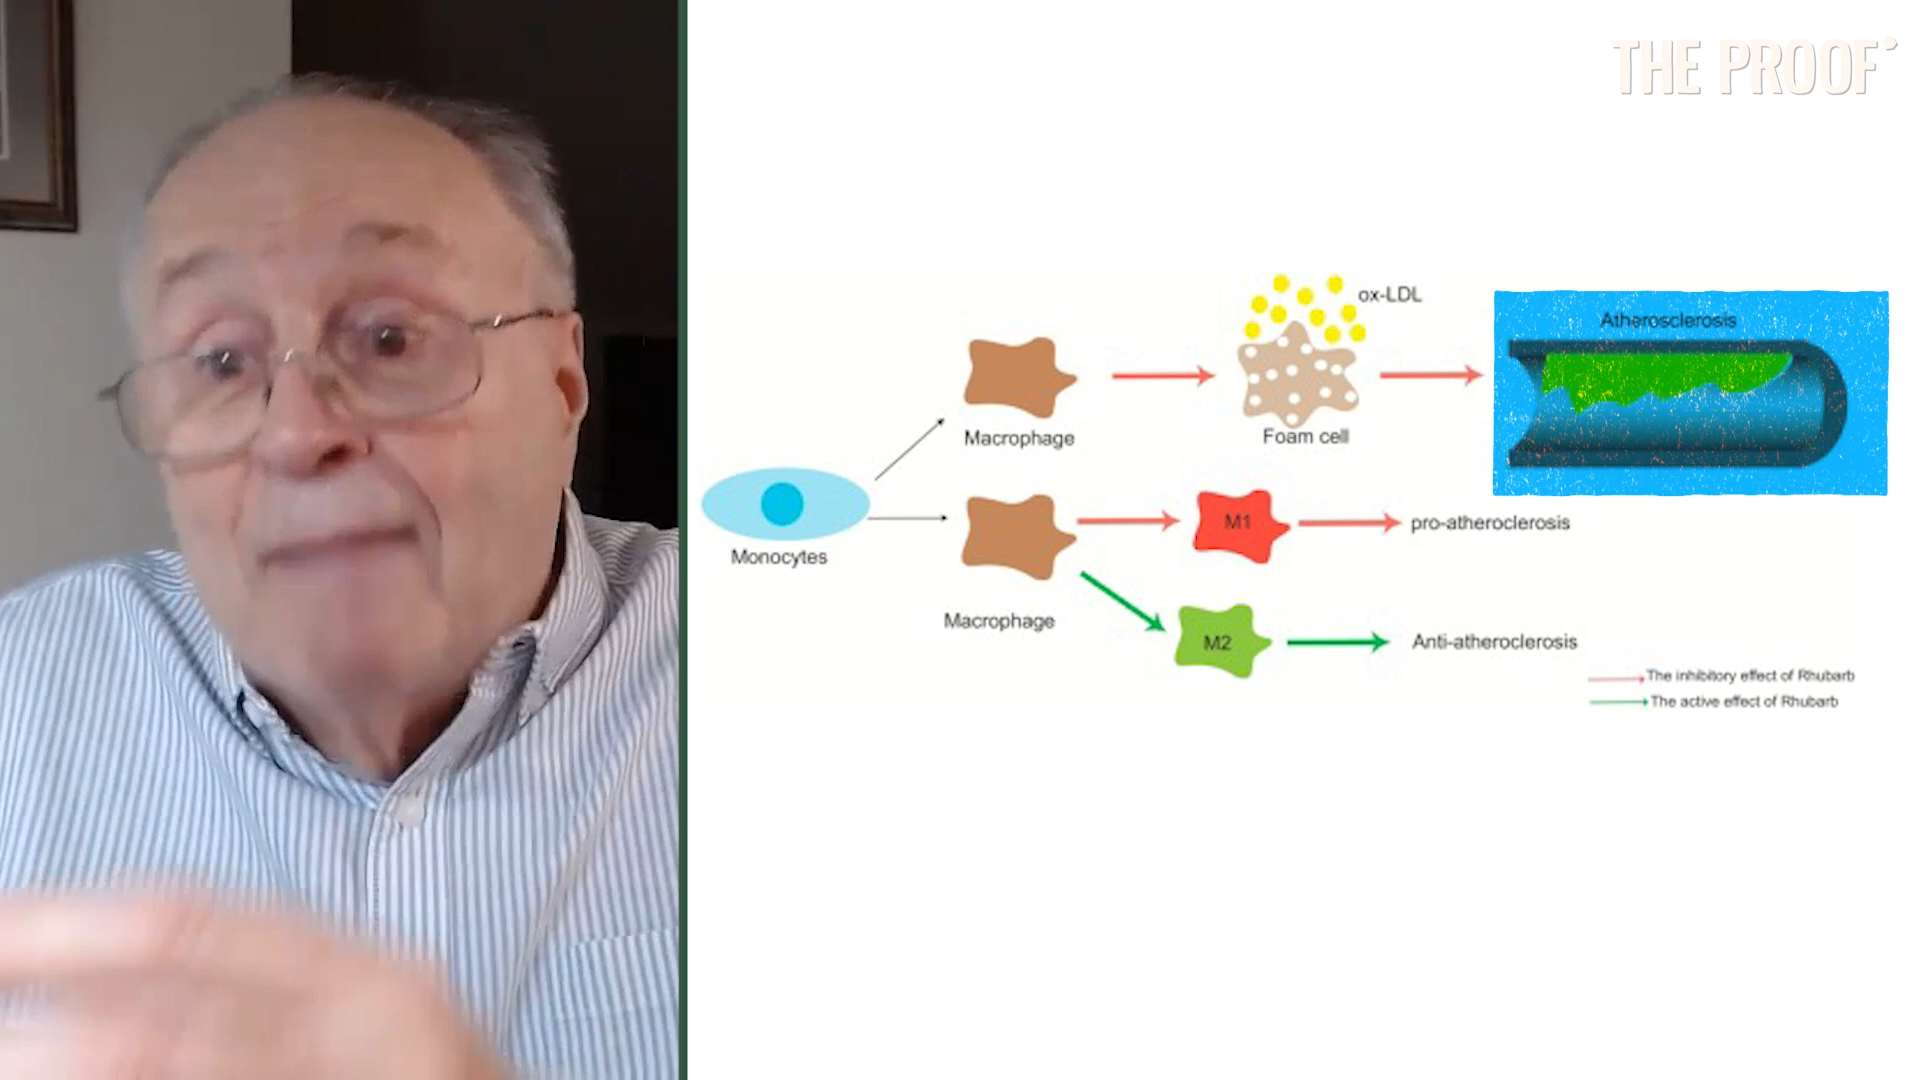 THE PROOF
ox-LDL
Atherosclerosis
Macrophage
Foam cell
M1
pro-atheroclerosis
Monocytes
Macrophage
M2
Anti-atheroclerosis
The inhibitory effect of Rhubarb
The active effect of Rhubarb